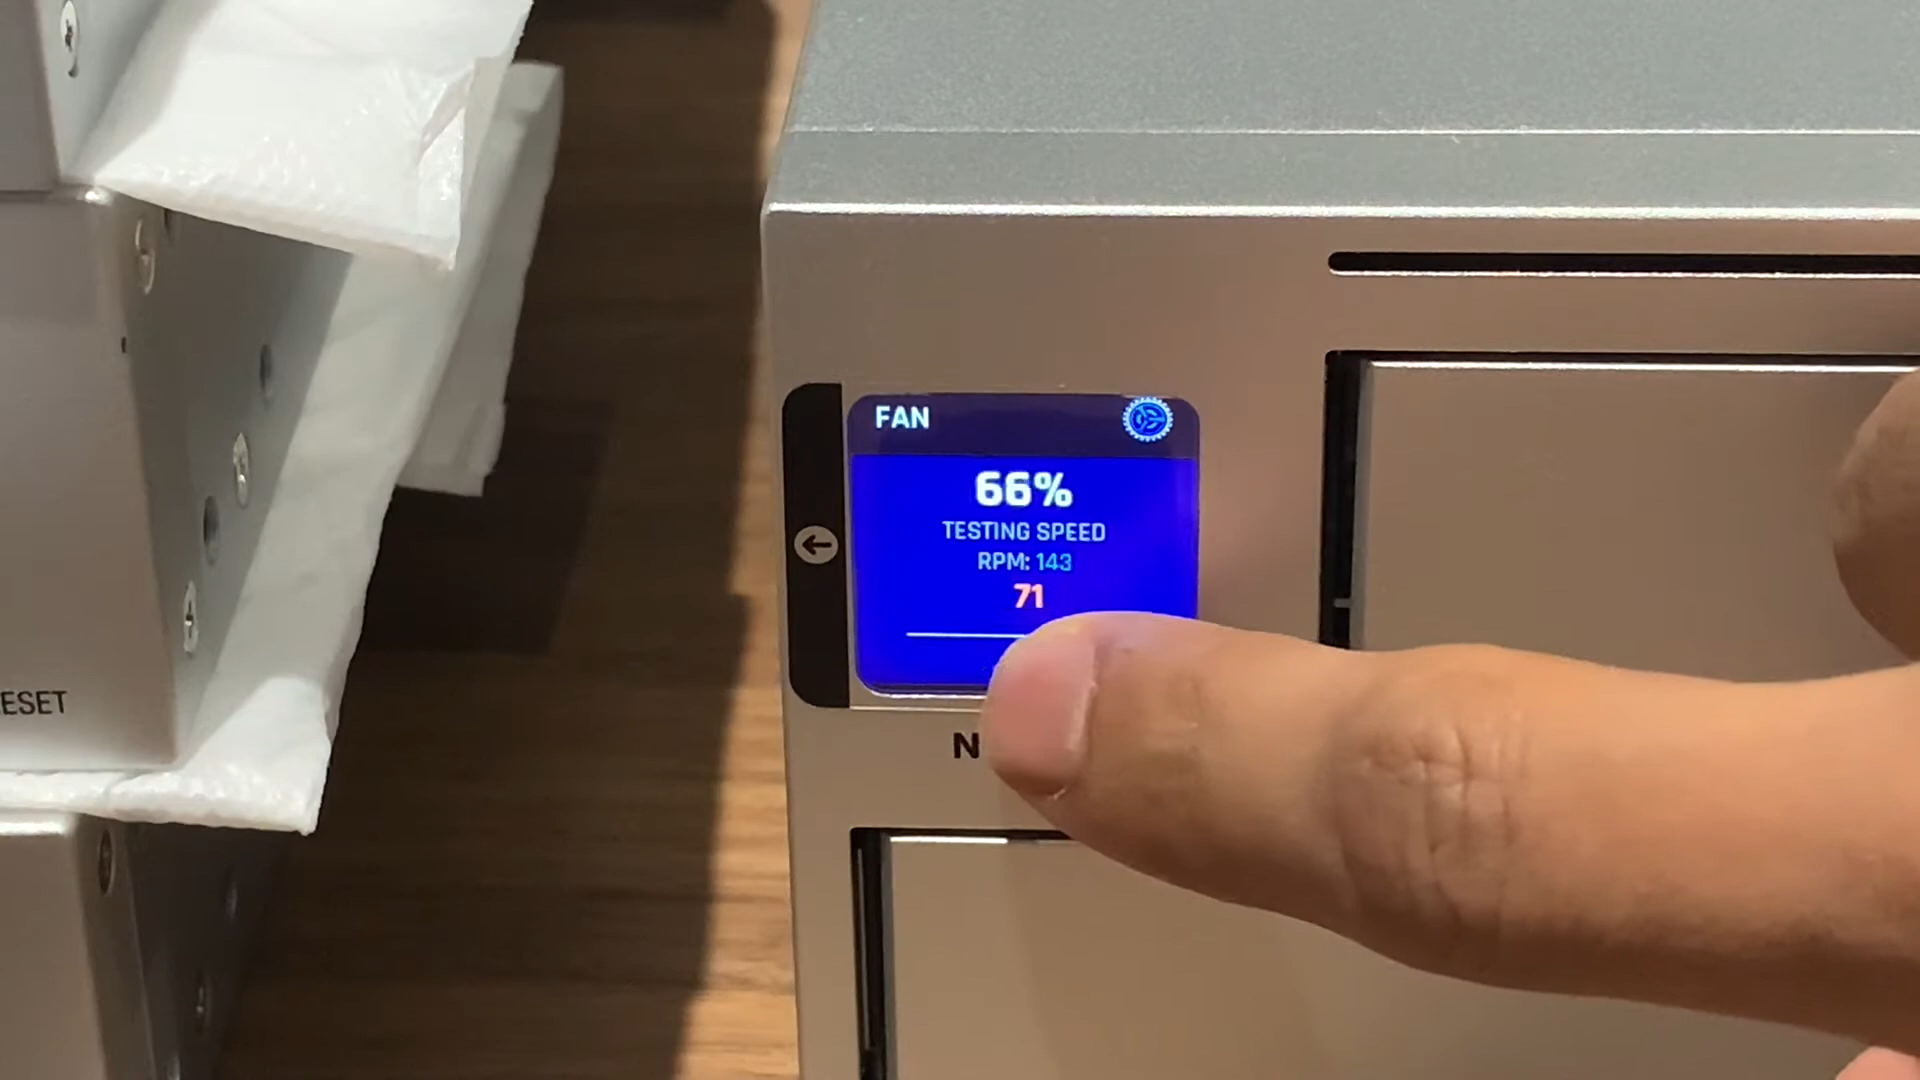 FAN
66%
TESTING SPEED
RPM: 143
71
N
ESET